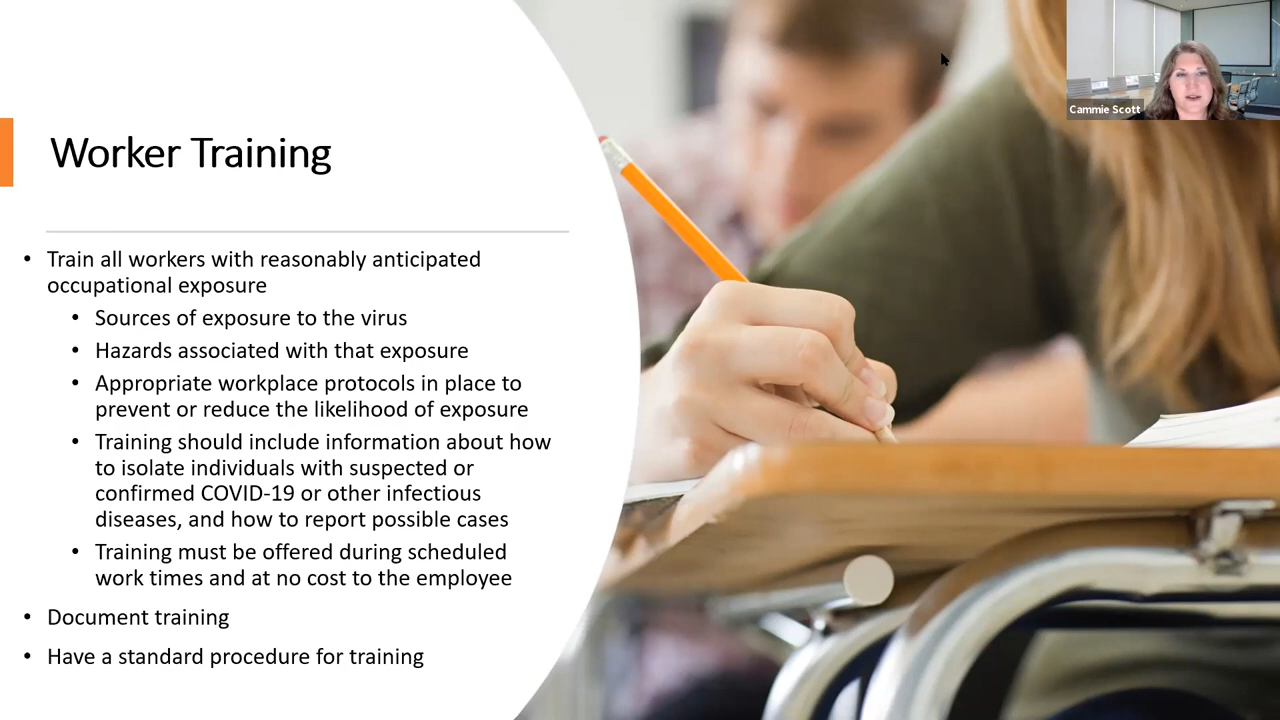 Cammie Scott
Worker Training
• Train all workers with reasonably anticipated
occupational exposure
• Sources of exposure to the virus
• Hazards associated with that exposure
• Appropriate workplace protocols in place to
prevent or reduce the likelihood of exposure
• Training should include information about how
to isolate individuals with suspected or
confirmed COVID-19 or other infectious
diseases, and how to report possible cases
• Training must be offered during scheduled
work times and at no cost to the employee
• Document training
• Have a standard procedure for training